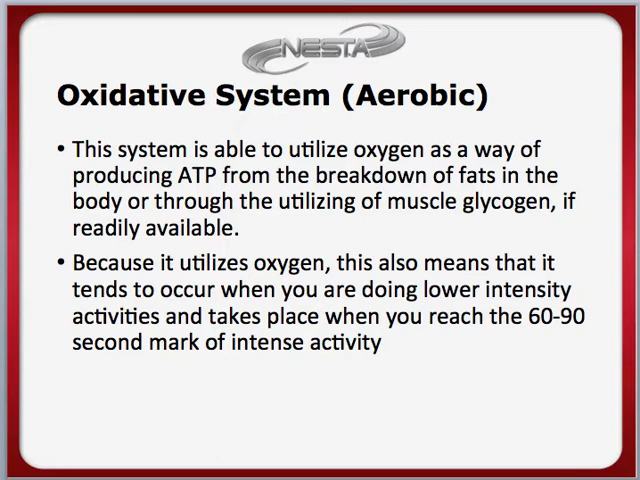 NESTA
Oxidative System (Aerobic)
• This system is able to utilize oxygen as a way of
producing ATP from the breakdown of fats in the
body or through the utilizing of muscle glycogen, if
readily available.
• Because it utilizes oxygen, this also means that it
tends to occur when you are doing lower intensity
activities and takes place when you reach the 60-90
second mark of intense activity